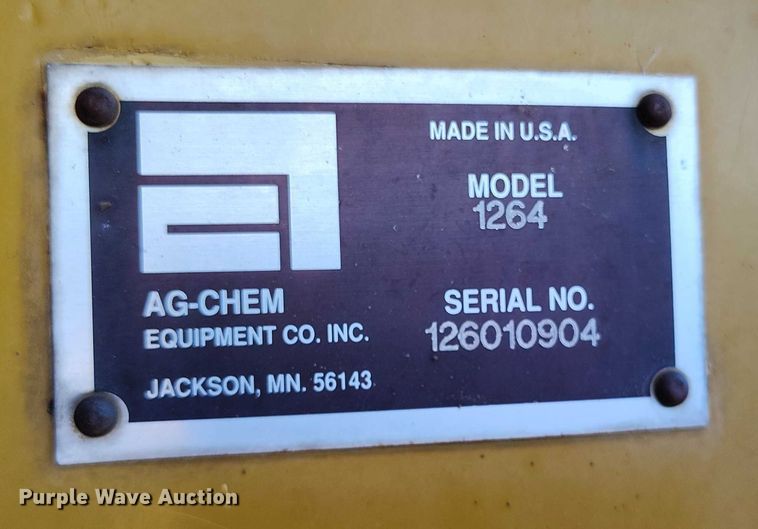 MADE IN U.S.A.
MODEL
1264
AG-CHEM
EQUIPMENT CO. INC.
JACKSON, MN. 56143
SERIAL NO.
126010904
Purple Wave Auction